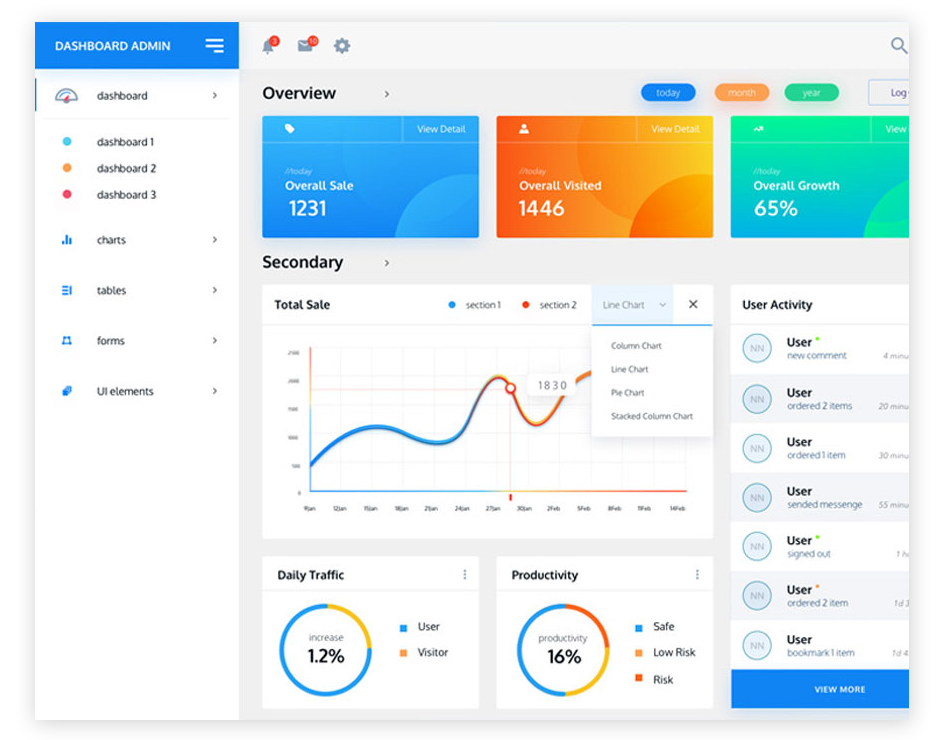 DASHBOARD ADMIN
3
10
dashboard
dashboard 1
dashboard 2
dashboard 3
charts
tables
forms
UI elements
Overview
today
month
year
Log
View Detail
//today
Overall Sale
1231
View Detail
//today
Overall Visited
1446
View
//today
Overall Growth
65%
Secondary
Total Sale
section 1
section 2
Line Chart
Column Chart
Line Chart
Pie Chart
Stacked Column Chart
2000
1500
1000
0
1830
9Jan
12Jan
15Jan
18Jan
21Jan
24Jan
27Jan
30Jan
2Feb
5Feb
8Feb
11Feb
14Feb
User Activity
NN
User
new comment
4 minu
NN
User
ordered 2 items
20 minu
NN
User
ordered 1 item
30 minu
NN
User
sended messenge
55 minu
NN
User
signed out
1 h
NN
User
ordered 2 item
1d 3
NN
User
bookmark 1 item
1d 4
VIEW MORE
Daily Traffic
increase
1.2%
User
Visitor
Productivity
productivity
16%
Safe
Low Risk
Risk